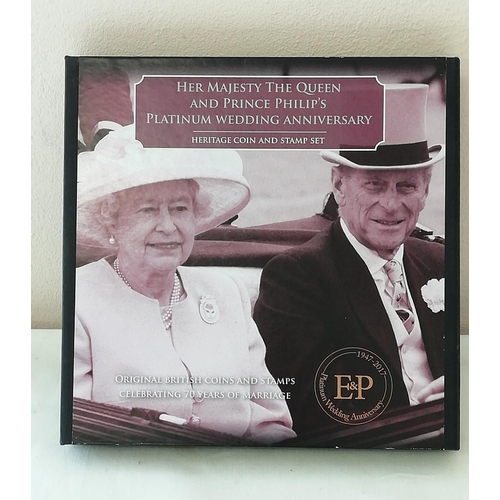 HER MAJESTY THE QUEEN
AND PRINCE PHILIP'S
PLATINUM WEDDING ANNIVERSARY
HERITAGE COIN AND STAMP SET
ORIGINAL BRITISH COINS AND STAMPS
CELEBRATING 70 YEARS OF MARRIAGE
1947-2017
E&P
Platinum Wedding Anniversary